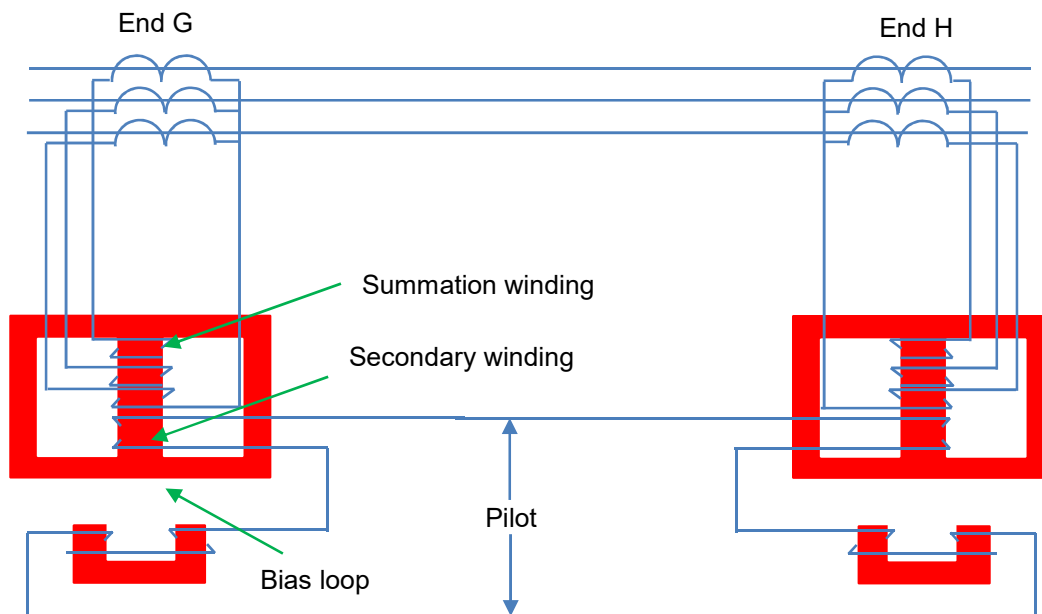 End G
End H
Summation winding
Secondary winding
Pilot
Bias loop